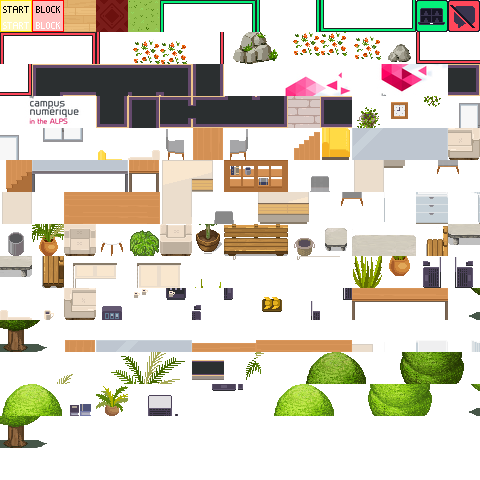 START BLOCK
START BLOCK
campus
numérique
in the ALPS